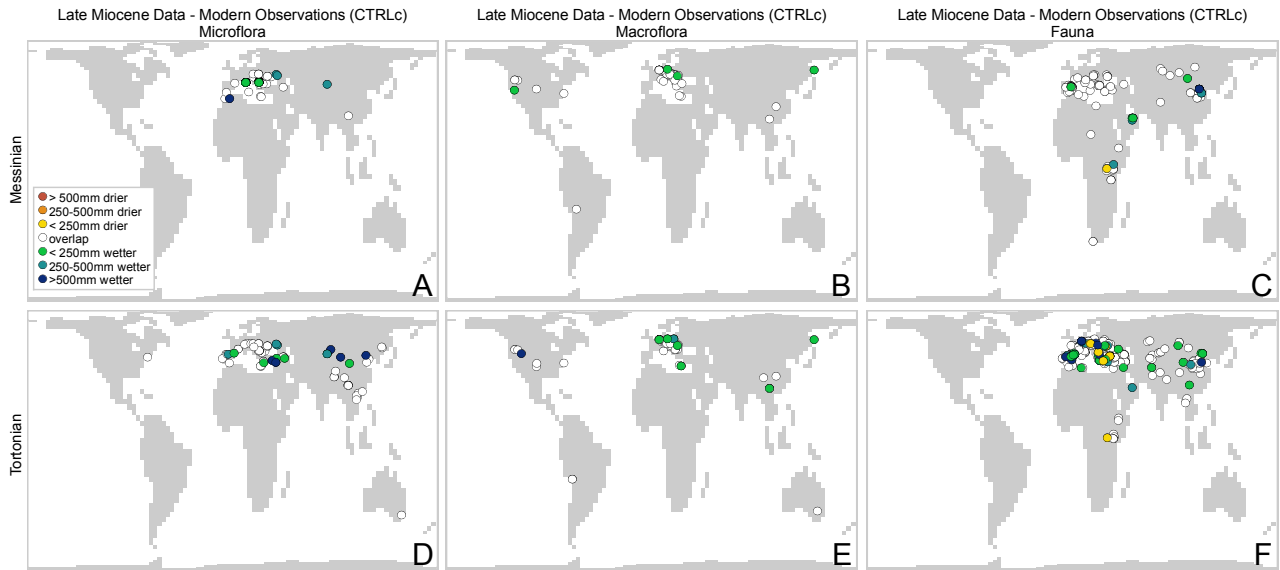 Late Miocene Data - Modern Observations (CTRLc)
Microflora
Late Miocene Data - Modern Observations (CTRLc)
Macroflora
Late Miocene Data - Modern Observations (CTRLc)
Fauna
Messinian
> 500mm drier
250-500mm drier
< 250mm drier
overlap
< 250mm wetter
250-500mm wetter
>500mm wetter
A
B
C
Tortonian
D
E
F